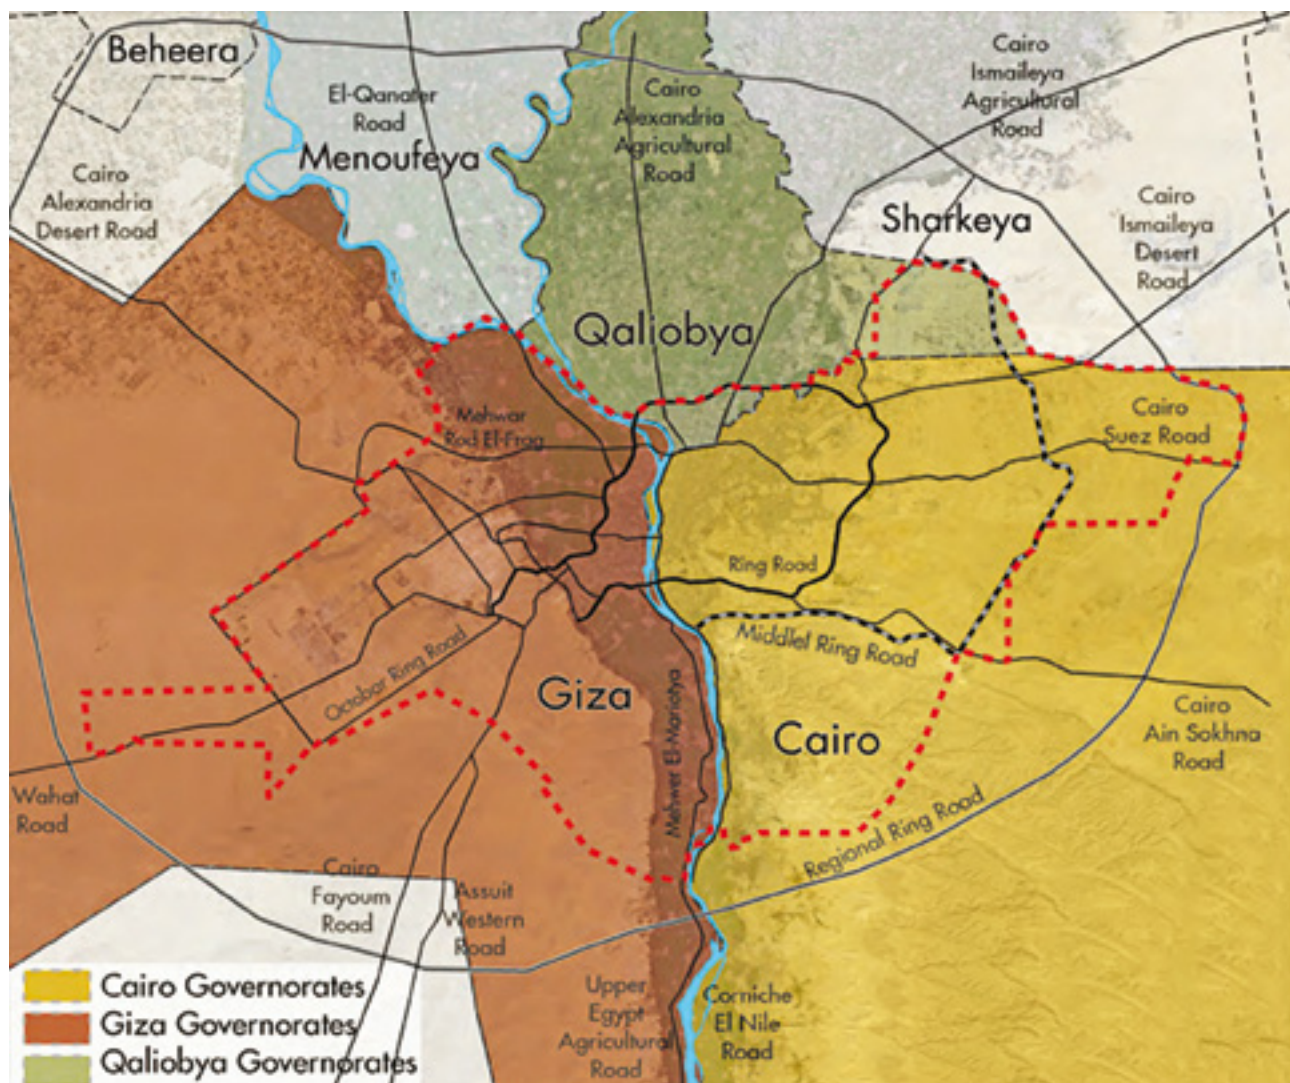 Beheera
Cairo
Ismaileya
Agricultural
Road
El-Qanater
Road
Cairo
Alexandria
Agricultural
Road
Menoufeya
Cairo
Alexandria
Desert Road
Sharkeya
Cairo
Ismaileya
Desert
Road
Qaliobya
Mehwar
Rod El-Frag
Cairo
Suez Road
Ring Road
Middlel Ring Road
Octobar Ring Road
Giza
Mehwer El-Mariotya
Cairo
Cairo
Ain Sokhna
Road
Wahat
Road
Regional Ring Road
Cairo
Fayoum
Road
Assuit
Western
Road
Upper
Egypt
Agricultural
Road
Corniche
El Nile
Road
Cairo Governorates
Giza Governorates
Qaliobya Governorates